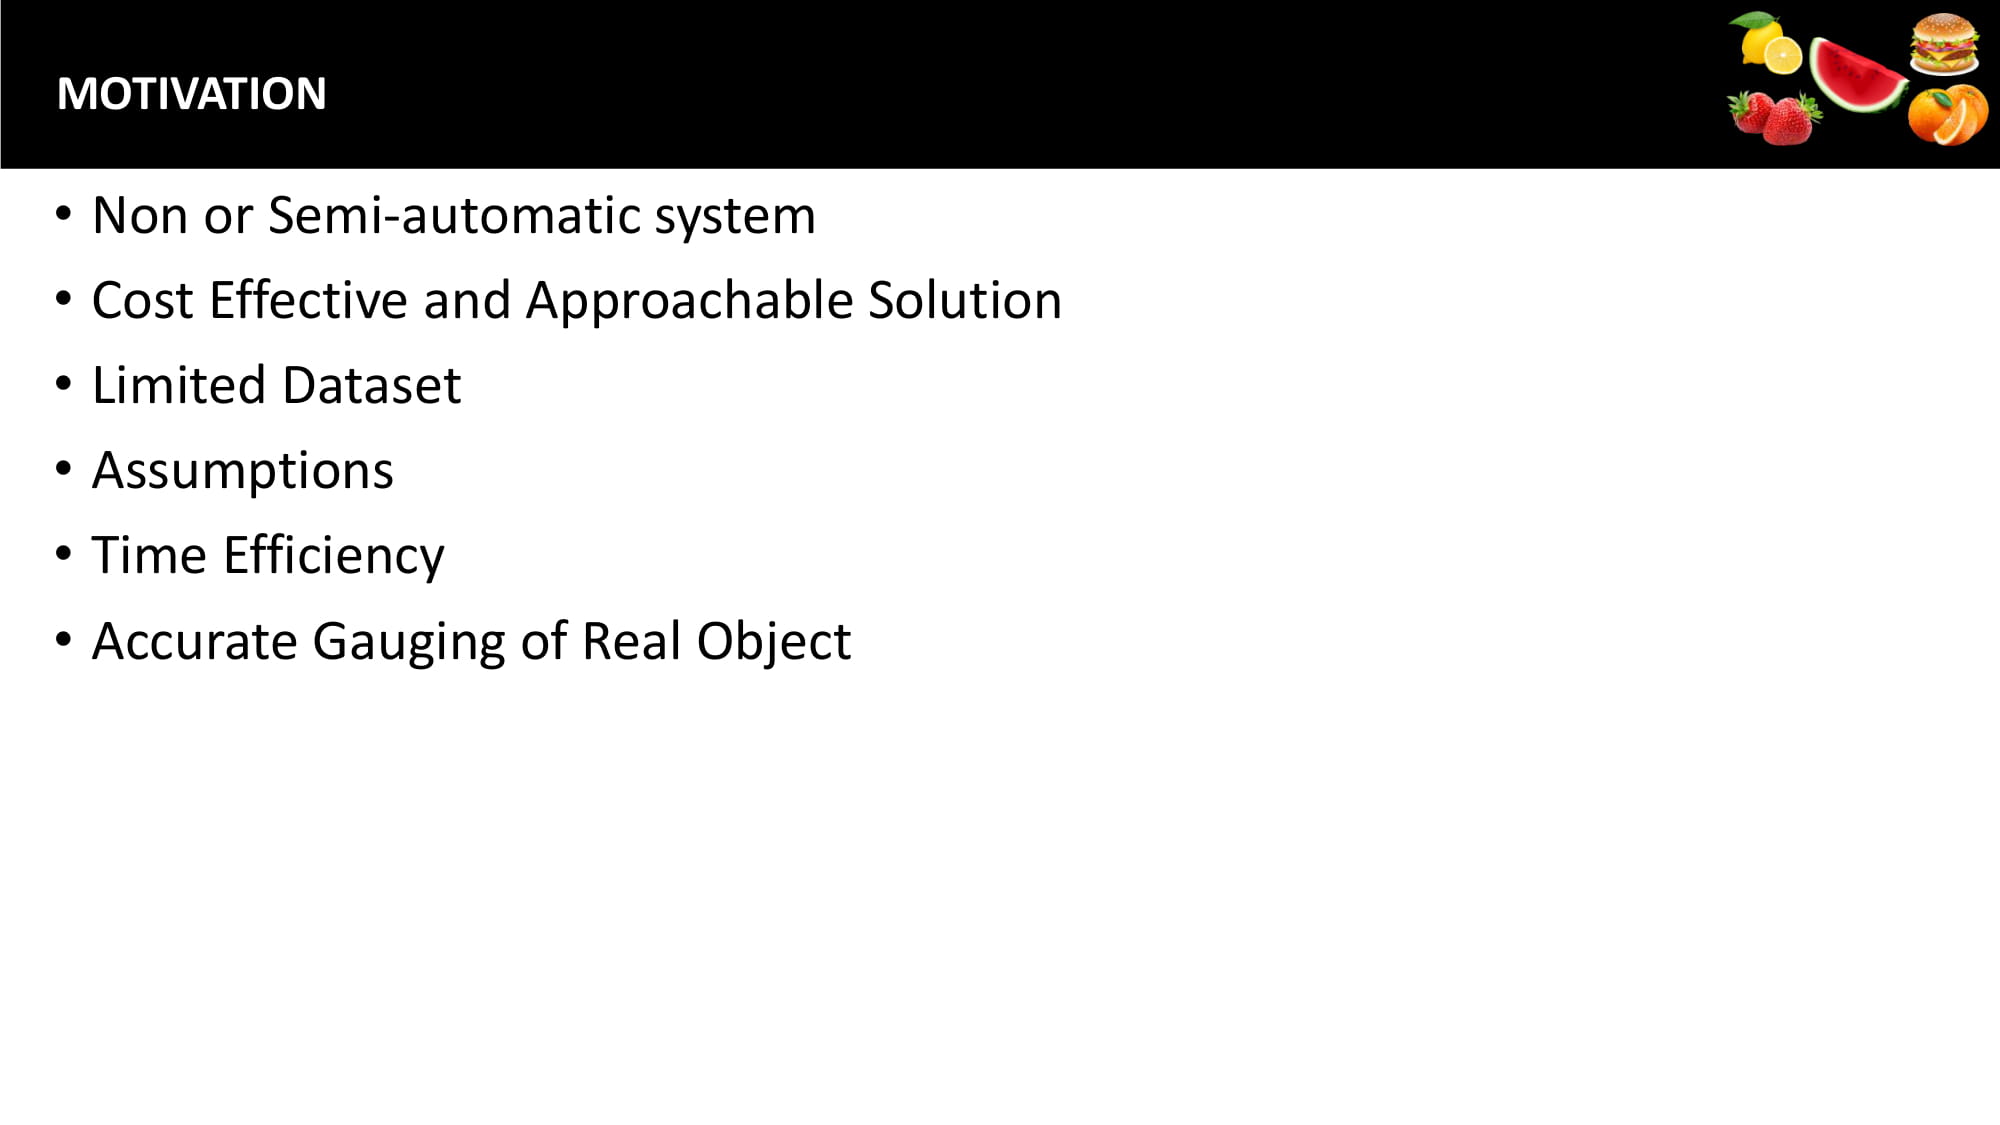 MOTIVATION
• Non or Semi-automatic system
• Cost Effective and Approachable Solution
• Limited Dataset
• Assumptions
• Time Efficiency
• Accurate Gauging of Real Object